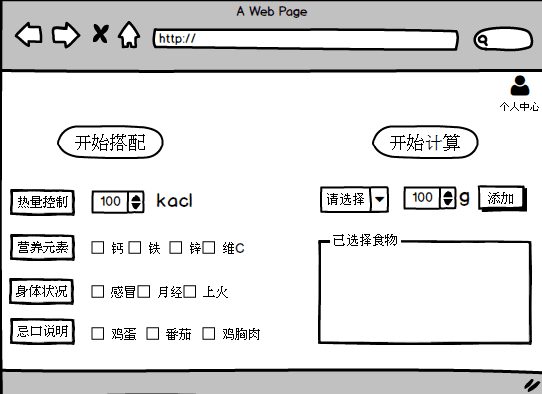 A Web Page
http://
个人中心
开始搭配
开始计算
热量控制 100 kacl
请选择 100 g 添加
营养元素 钙 铁 锌 维C
已选择食物
身体状况 感冒 月经 上火
忌口说明 鸡蛋 番茄 鸡胸肉